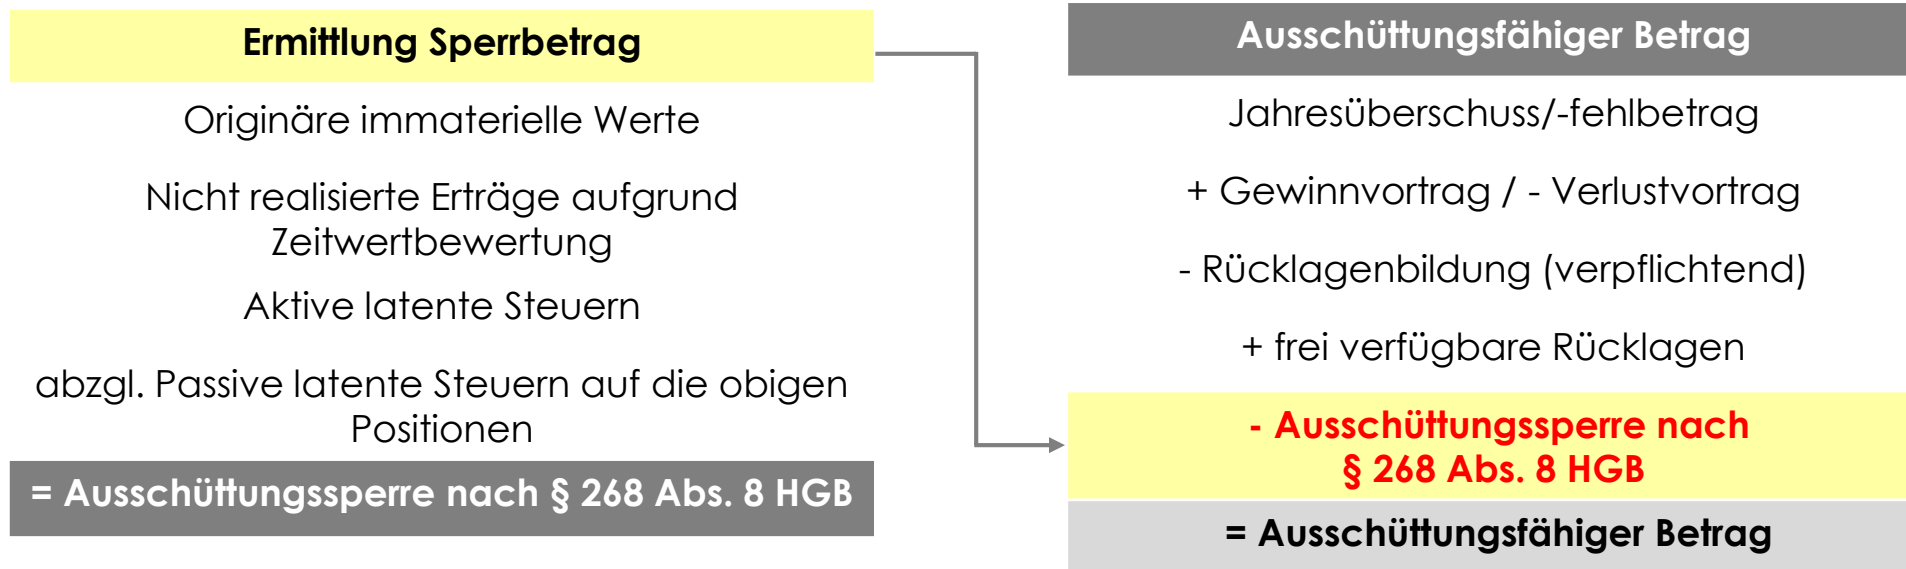 Ermittlung Sperrbetrag
Originäre immaterielle Werte
Nicht realisierte Erträge aufgrund
Zeitwertbewertung
Aktive latente Steuern
abzgl. Passive latente Steuern auf die obigen
Positionen
= Ausschüttungssperre nach § 268 Abs. 8 HGB
Ausschüttungsfähiger Betrag
Jahresüberschuss/-fehlbetrag
+ Gewinnvortrag / - Verlustvortrag
- Rücklagenbildung (verpflichtend)
+ frei verfügbare Rücklagen
- Ausschüttungssperre nach
§ 268 Abs. 8 HGB
= Ausschüttungsfähiger Betrag